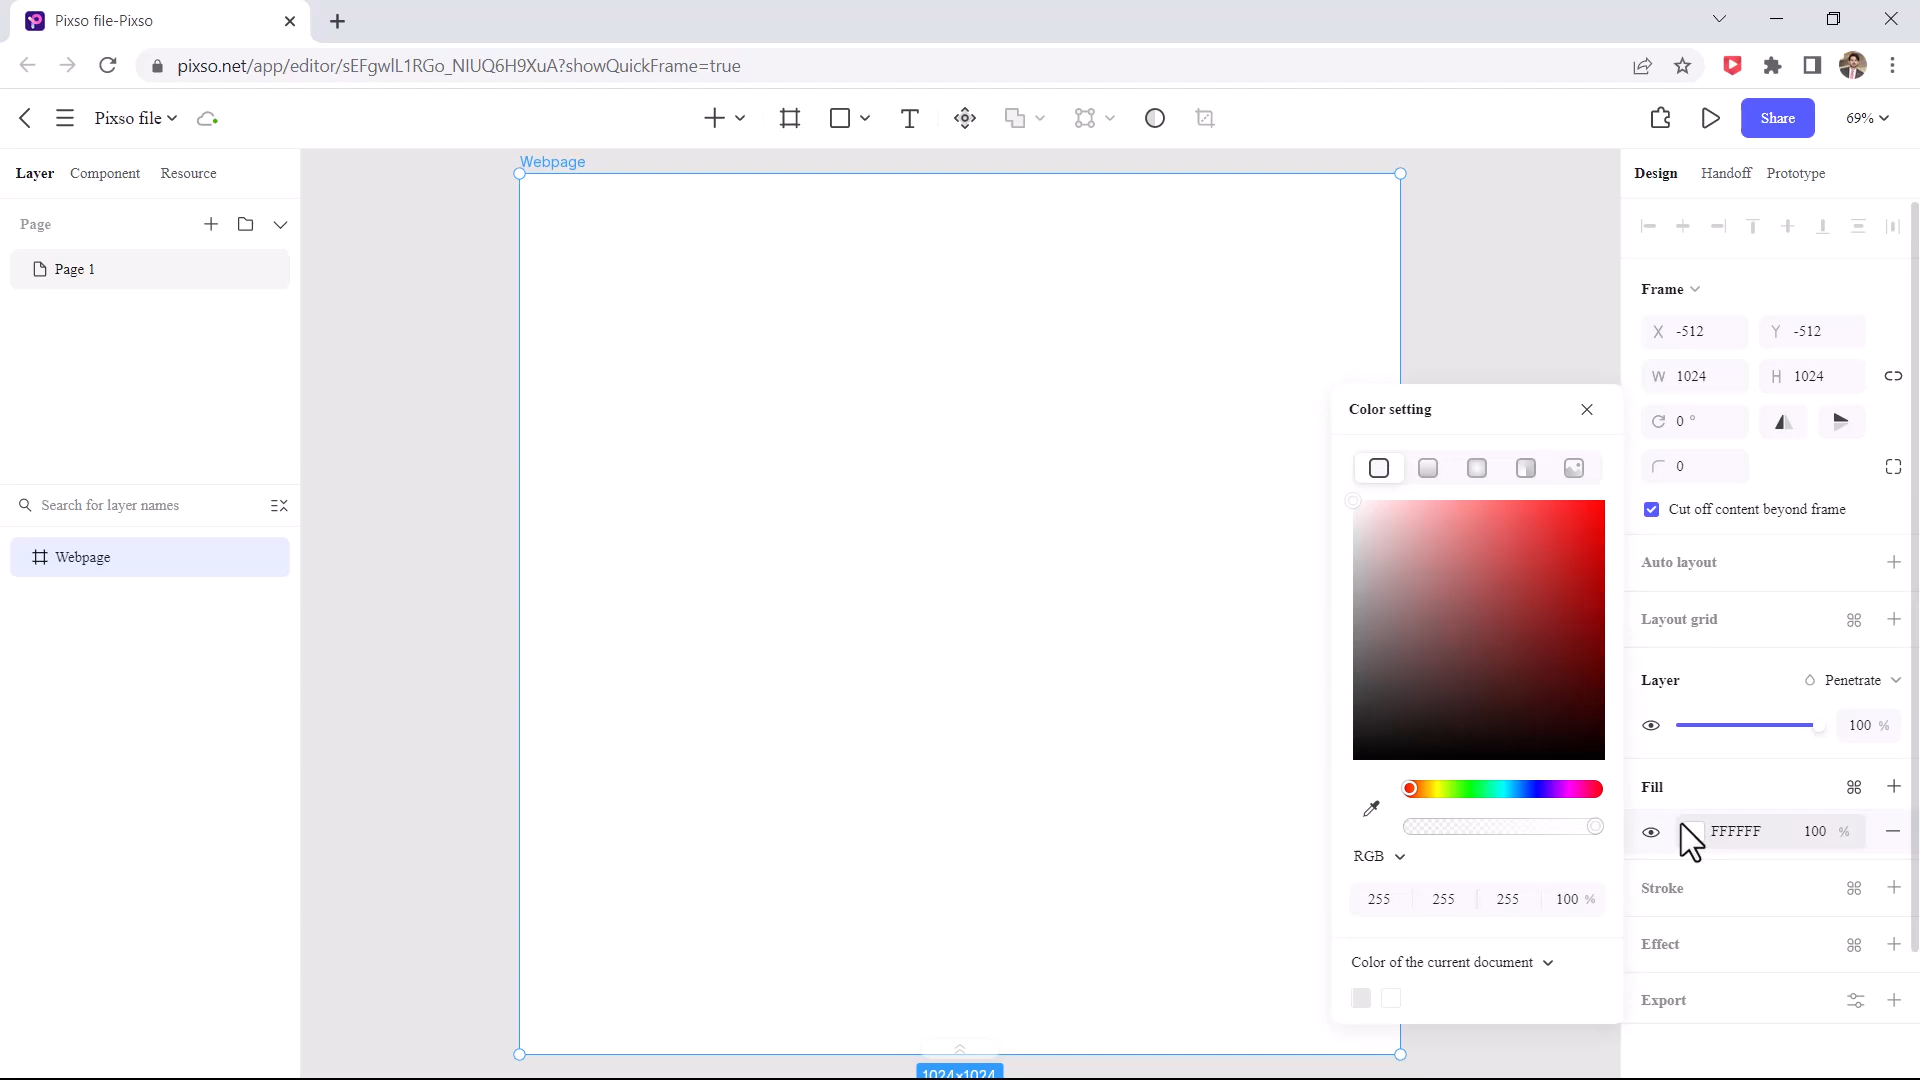 Pixso file-Pixso
pixso.net/app/editor/sEFgwlL1RGo_NIUQ6H9XuA?showQuickFrame=true
Pixso file
Share
69%
Layer Component Resource
Page
Page 1
Search for layer names
Webpage
Webpage
1024×1024
Color setting
RGB
255 255 255 100 %
Color of the current document
Design Handoff Prototype
Frame
X -512 Y -512
W 1024 H 1024
0 °
0
Cut off content beyond frame
Auto layout
Layout grid
Layer Penetrate
100 %
Fill
FFFFFF 100 %
Stroke
Effect
Export